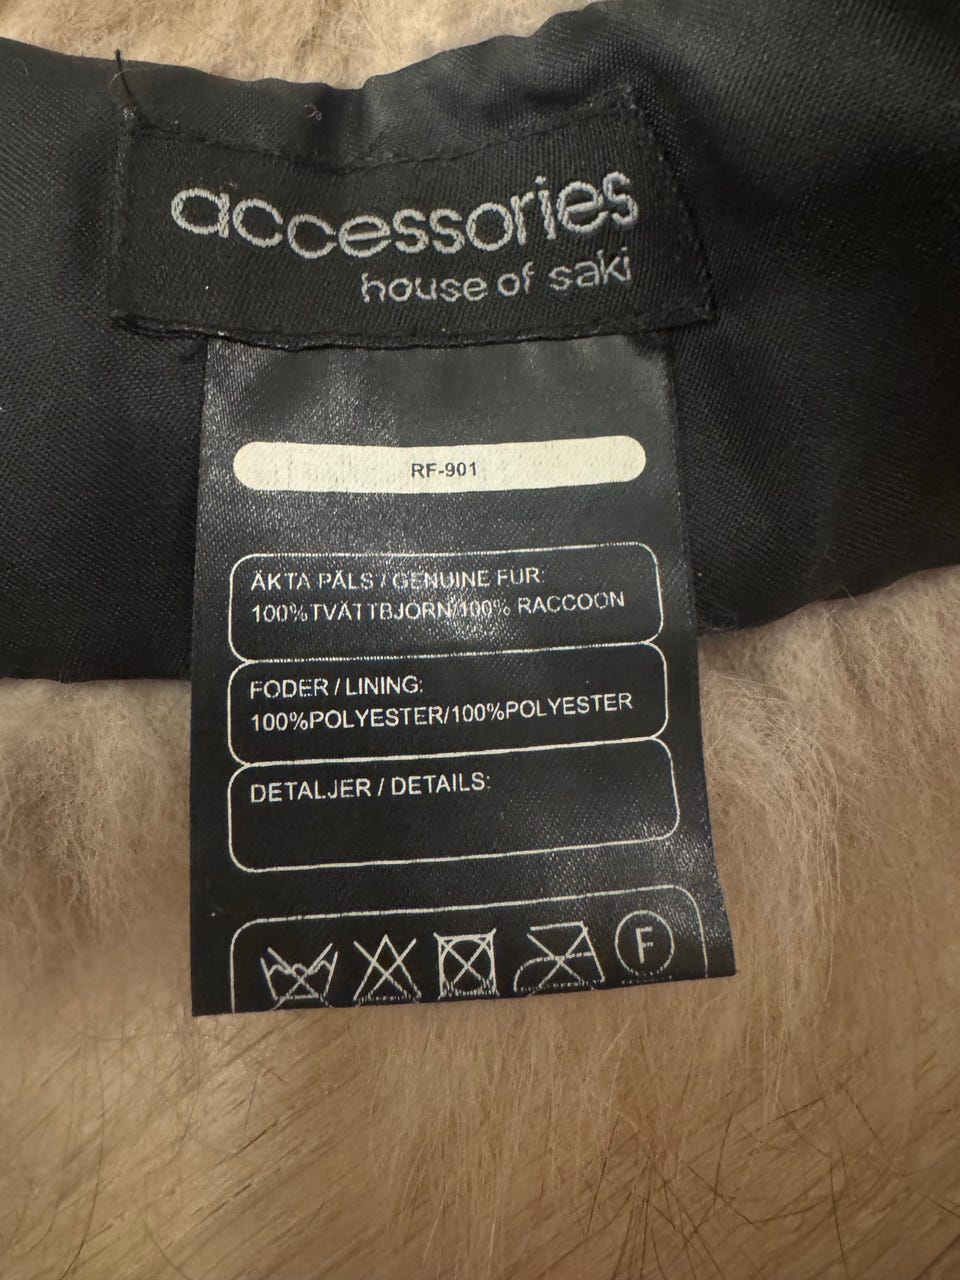 accessories
house of saki
RF-901
ÄKTA PÄLS / GENUINE FUR:
100%TVÄTTBJÖRN/100% RACCOON
FODER / LINING:
100%POLYESTER/100%POLYESTER
DETALJER / DETAILS:
F